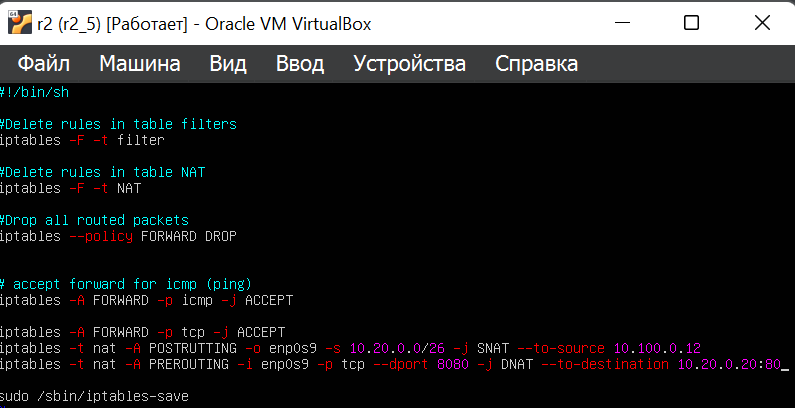 64
r2 (r2_5) [Работает] - Oracle VM VirtualBox
Файл Машина Вид Ввод Устройства Справка
#!/bin/sh
#Delete rules in table filters
iptables -F -t filter
#Delete rules in table NAT
iptables -F -t NAT
#Drop all routed packets
iptables --policy FORWARD DROP
# accept forward for icmp (ping)
iptables -A FORWARD -p icmp -j ACCEPT
iptables -A FORWARD -p tcp -j ACCEPT
iptables -t nat -A POSTRUTTING -o enp0s9 -s 10.20.0.0/26 -j SNAT --to-source 10.100.0.12
iptables -t nat -A PREROUTING -i enp0s9 -p tcp --dport 8080 -j DNAT --to-destination 10.20.0.20:80_
sudo /sbin/iptables-save